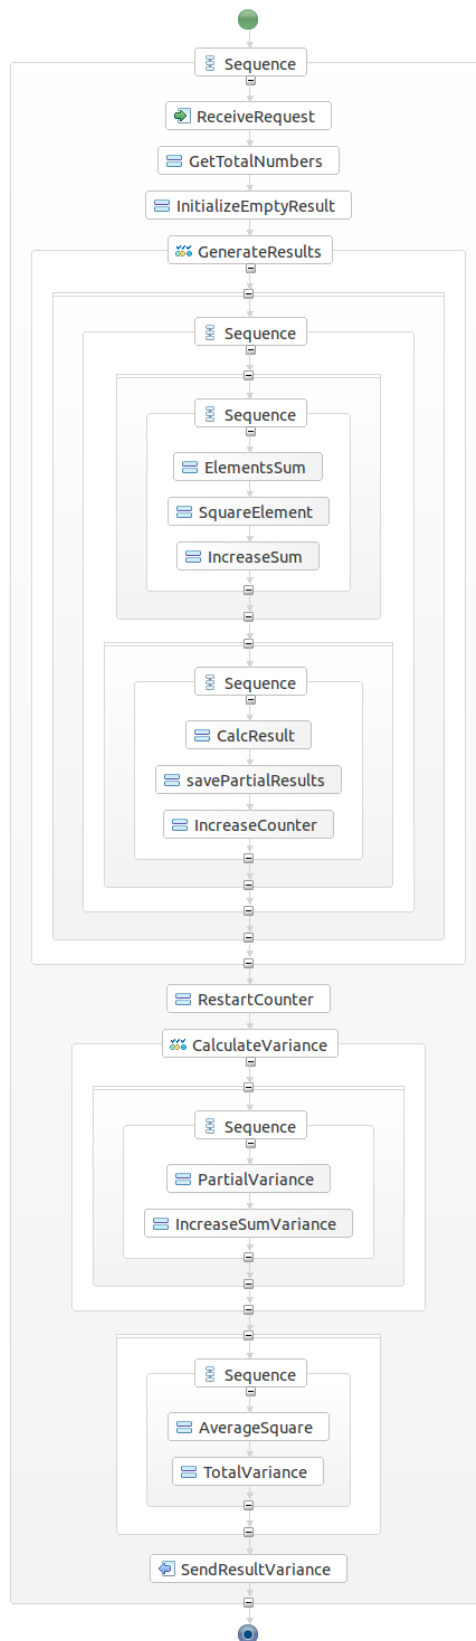 Sequence
ReceiveRequest
GetTotalNumbers
InitializeEmptyResult
GenerateResults
Sequence
Sequence
ElementsSum
SquareElement
IncreaseSum
Sequence
CalcResult
savePartialResults
IncreaseCounter
RestartCounter
CalculateVariance
Sequence
PartialVariance
IncreaseSumVariance
Sequence
AverageSquare
TotalVariance
SendResultVariance